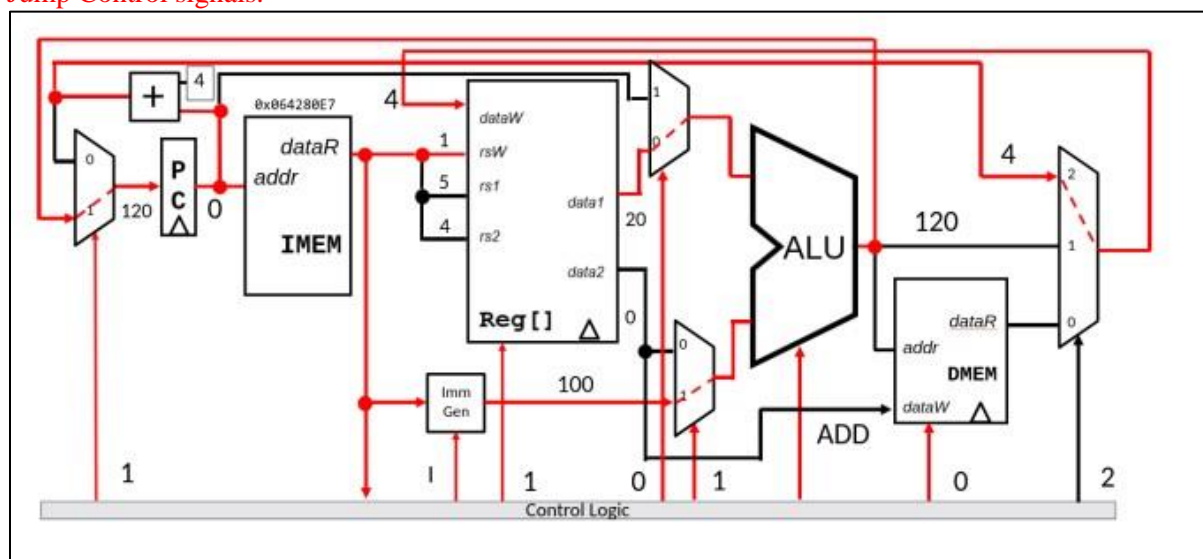 Jump Control signals.
4
+
0x064280E7
4
1
dataW
dataR
1
rsW
4
0
2
0
P
C
addr
5
rs1
data1
1
120
0
IMEM
4
rs2
20
ALU
120
1
data2
Reg[]
0
0
dataR
0
addr
Imm
Gen
100
1
DMEM
dataW
ADD
1
I
1
0
1
0
2
Control Logic